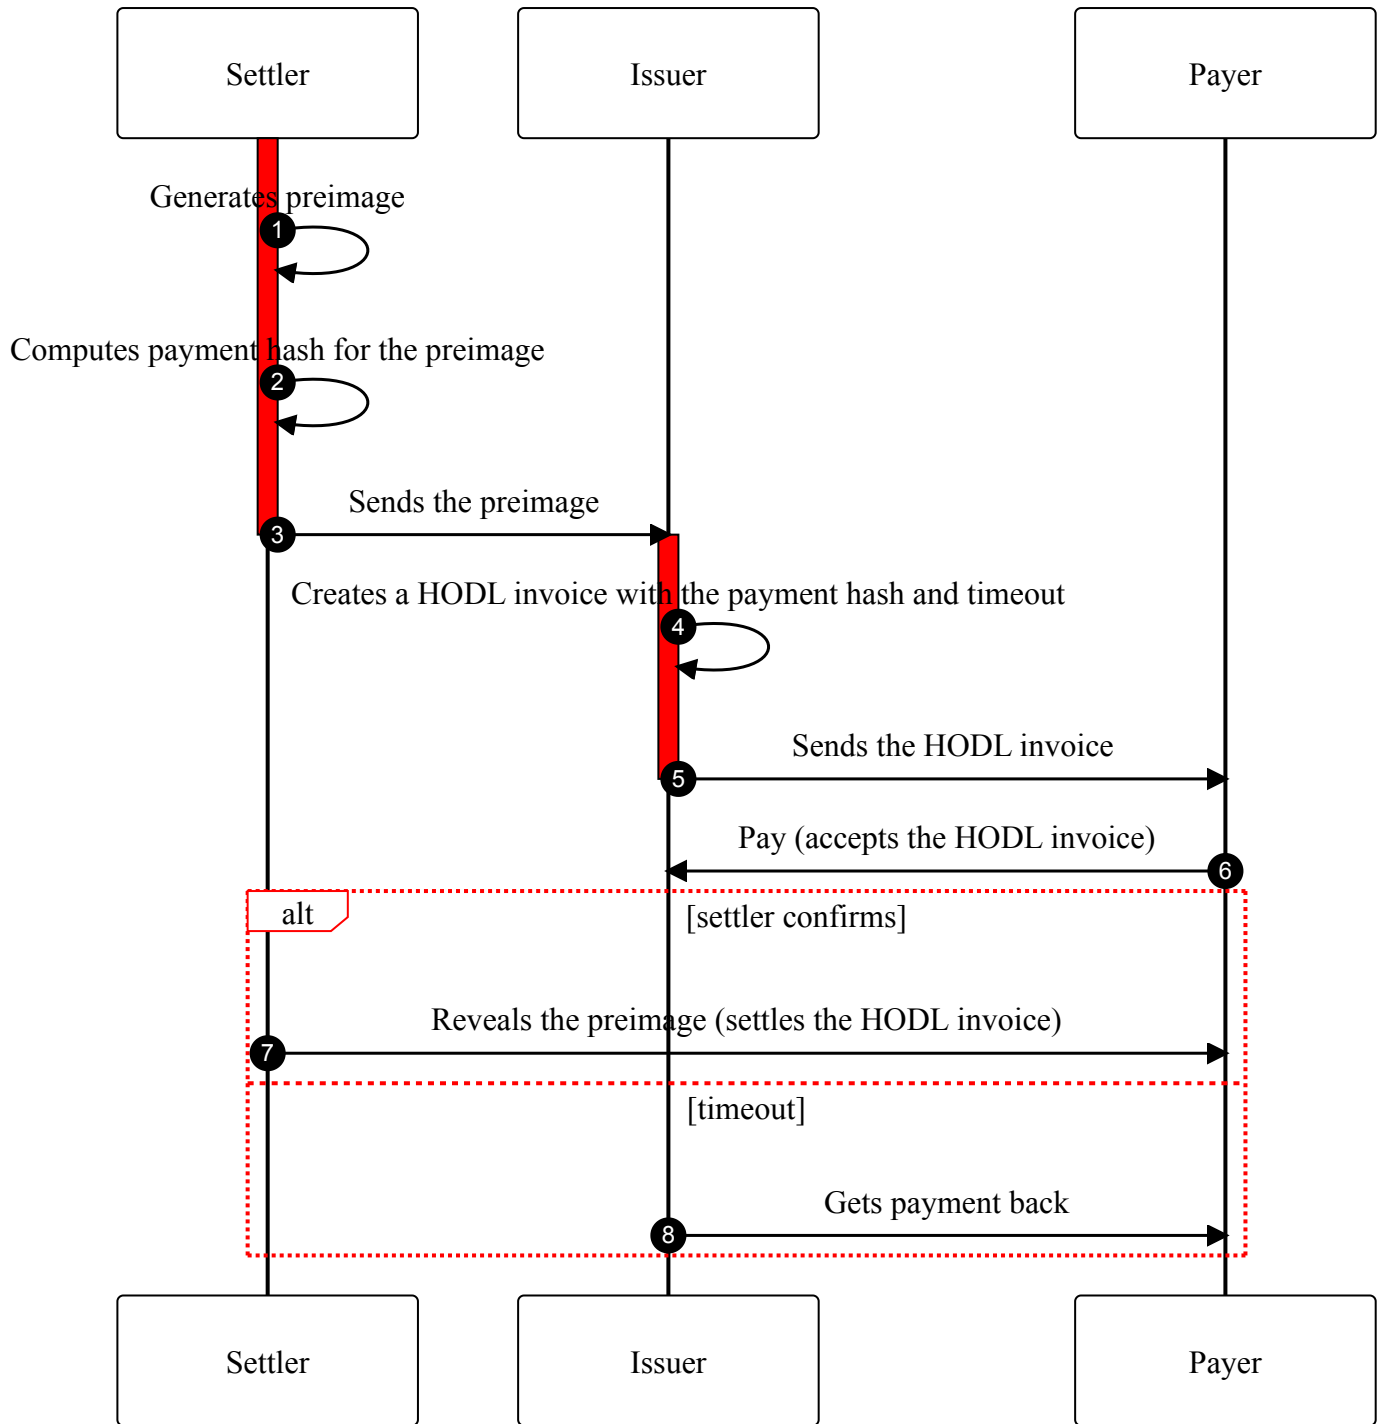 Settler
Issuer
Payer
Generates preimage
1
Computes payment hash for the preimage
2
Sends the preimage
3
Creates a HODL invoice with the payment hash and timeout
4
Sends the HODL invoice
5
Pay (accepts the HODL invoice)
6
alt
[settler confirms]
Reveals the preimage (settles the HODL invoice)
7
[timeout]
Gets payment back
8
Settler
Issuer
Payer